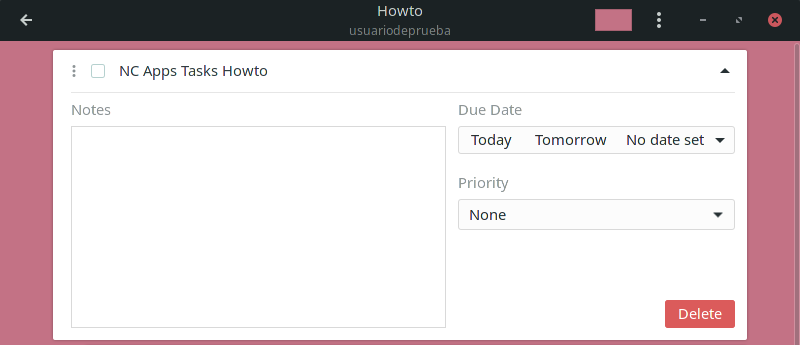 Howto
usuariodeprueba
NC Apps Tasks Howto
Notes
Due Date
Today Tomorrow No date set
Priority
None
Delete